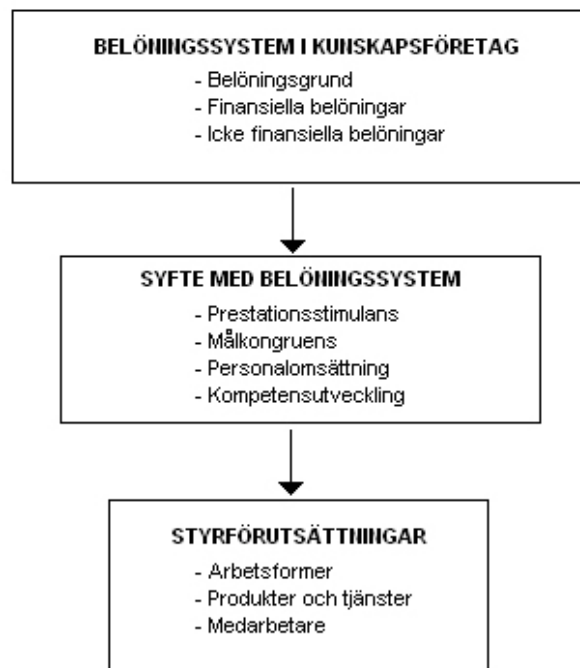 BELÖNINGSSYSTEM I KUNSKAPSFÖRETAG
- Belöningsgrund
- Finansiella belöningar
- Icke finansiella belöningar
SYFTE MED BELÖNINGSSYSTEM
- Prestationsstimulans
- Målkongruens
- Personalomsättning
- Kompetensutveckling
STYRFÖRUTSÄTTNINGAR
- Arbetsformer
- Produkter och tjänster
- Medarbetare